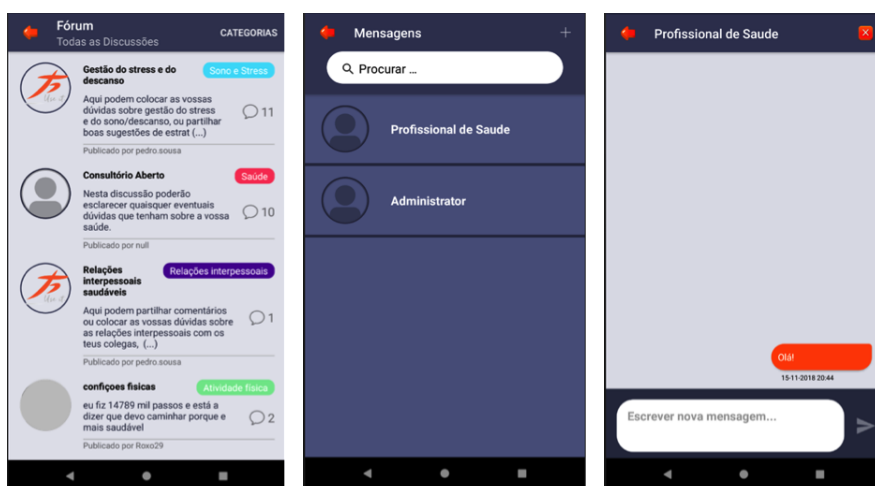 Fórum
Todas as Discussões
CATEGORIAS
Gestão do stress e do
descanso
Sono e Stress
Aqui podem colocar as vossas
dúvidas sobre gestão do stress
e do sono/descanso, ou partilhar
boas sugestões de estrat (...)
11
Publicado por pedro.sousa
Consultório Aberto
Saúde
Nesta discussão poderão
esclarecer quaisquer eventuais
dúvidas que tenham sobre a vossa
saúde.
10
Publicado por null
Relações
interpessoais
saudáveis
Relações interpessoais
Aqui podem partilhar comentários
ou colocar as vossas dúvidas sobre
as relações interpessoais com os
teus colegas, (...)
1
Publicado por pedro.sousa
confiçoes fisicas
Atividade física
eu fiz 14789 mil passos e está a
dizer que devo caminhar porque e
mais saudável
2
Publicado por Roxo29
Mensagens
Procurar ...
Profissional de Saude
Administrator
Profissional de Saude
Olá!
15-11-2018 20:44
Escrever nova mensagem...